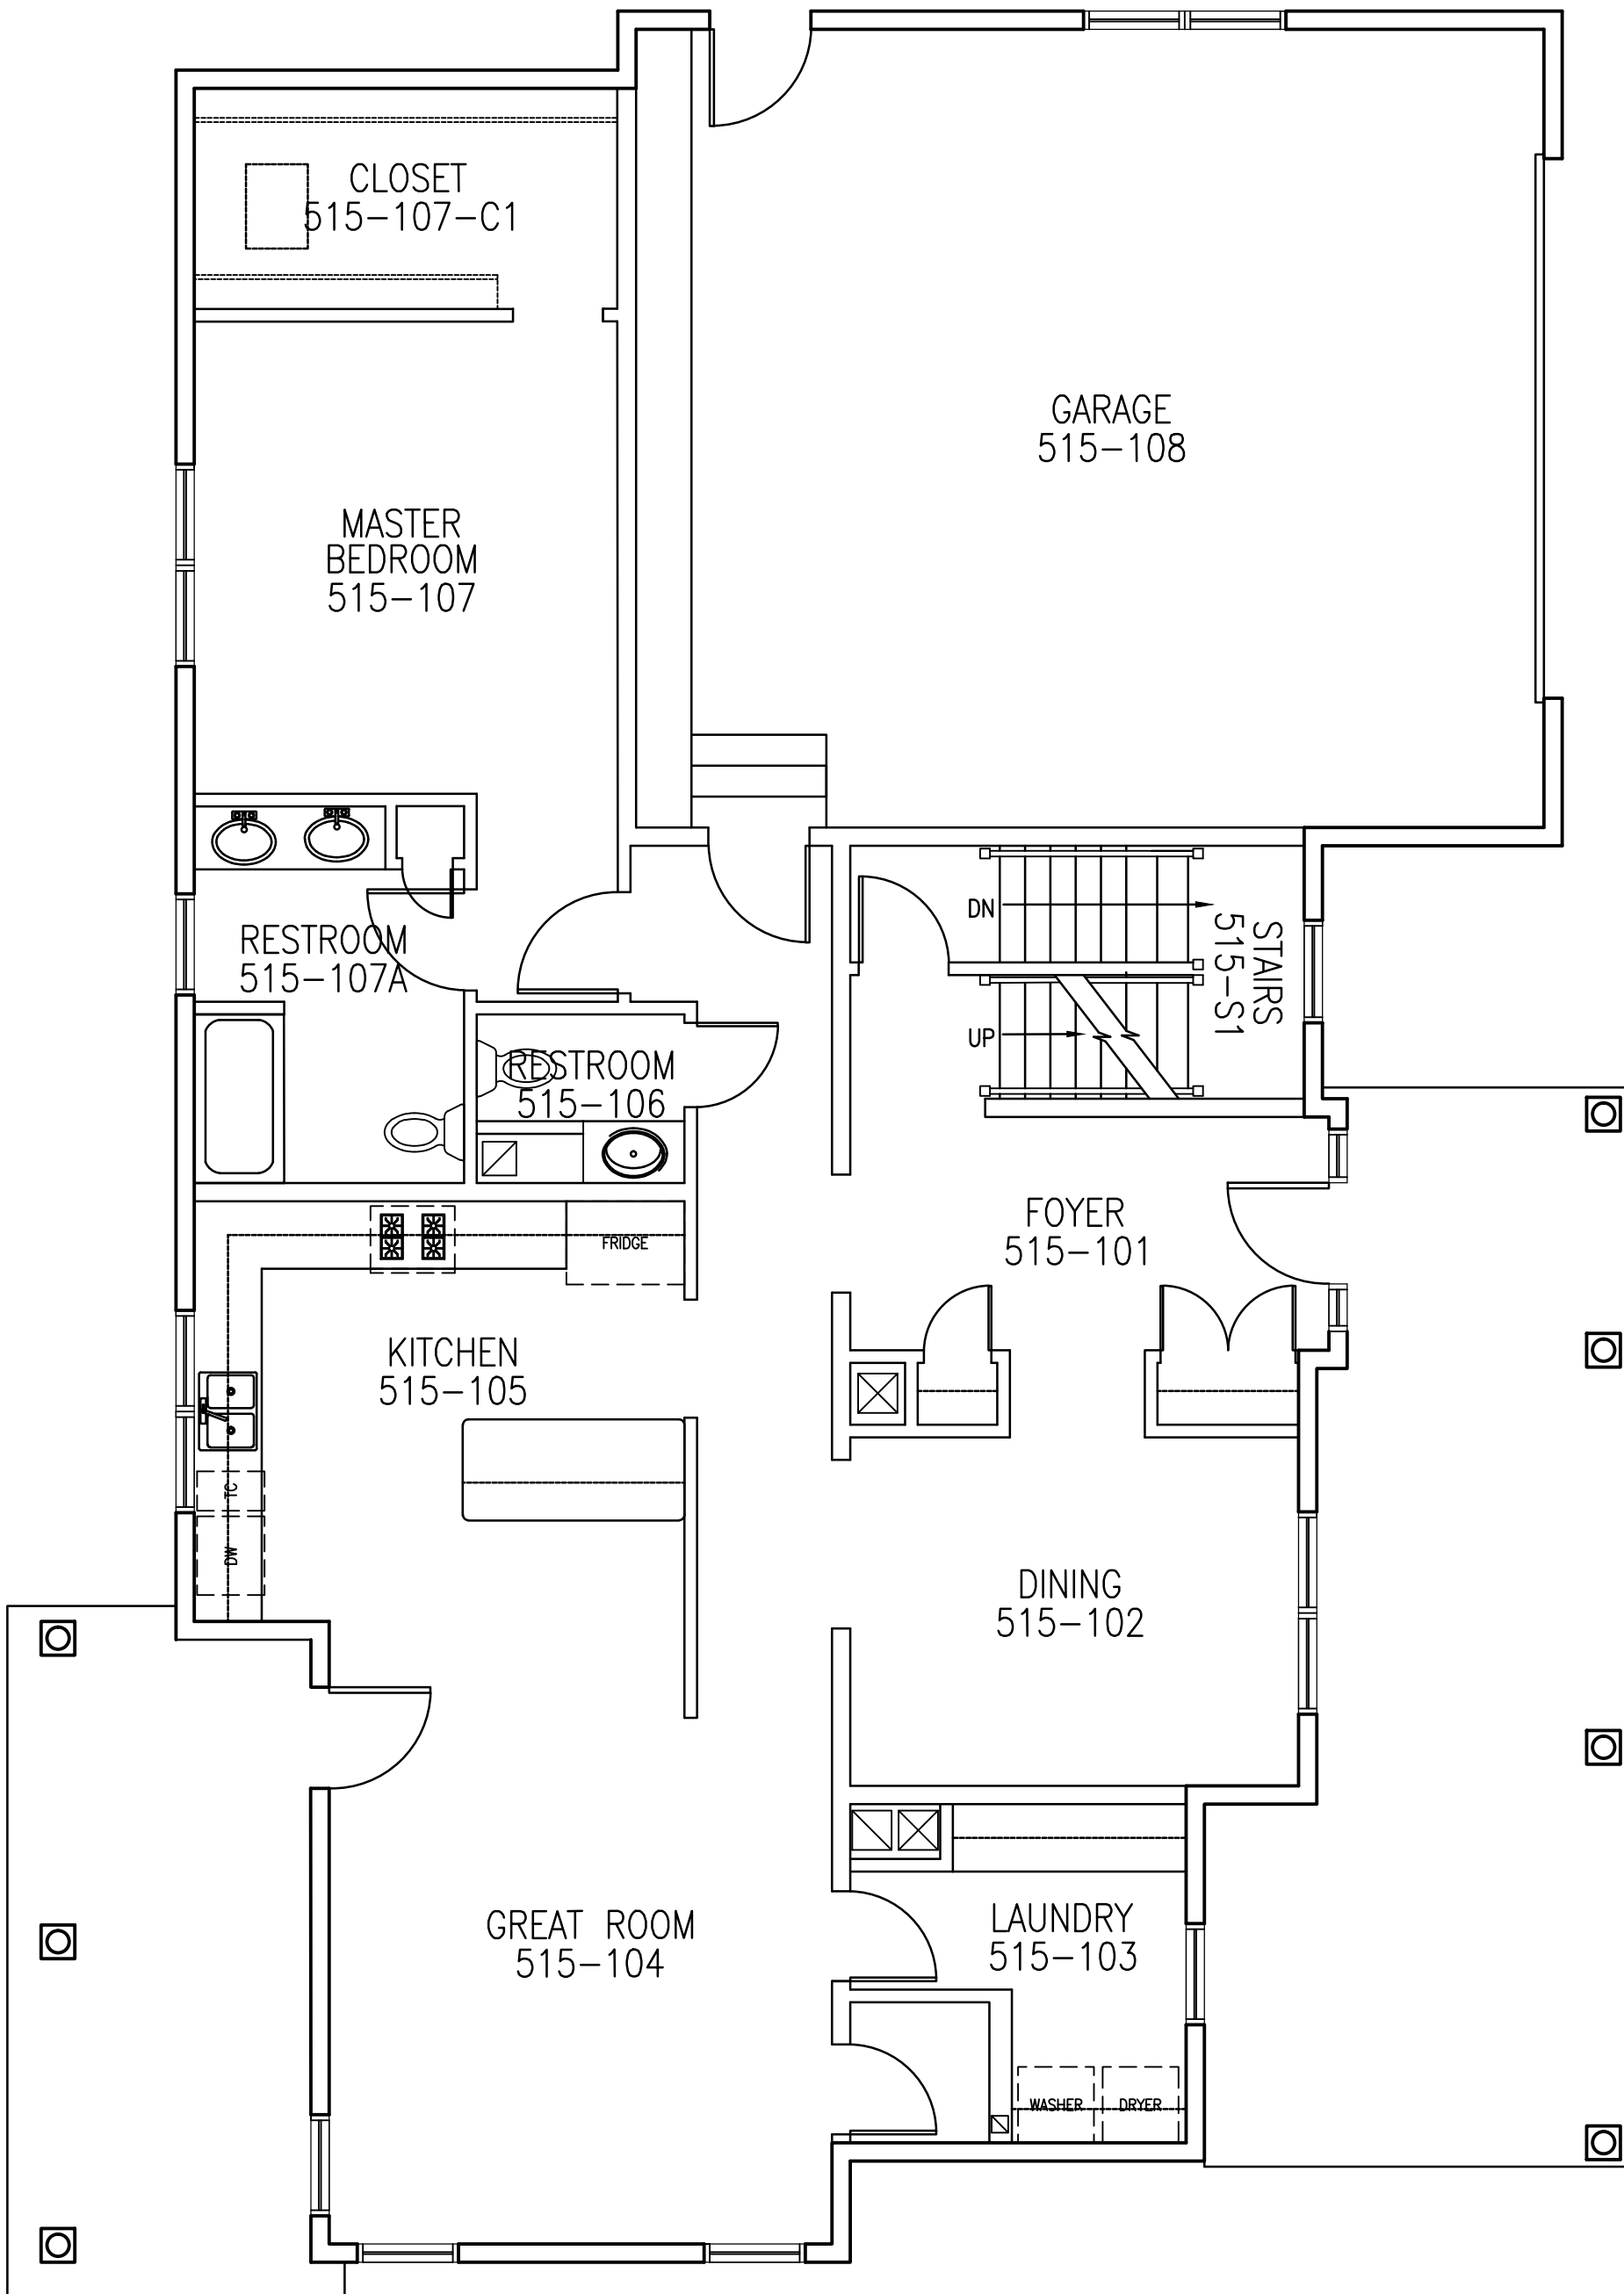 CLOSET
515-107-C1
GARAGE
515-108
MASTER
BEDROOM
515-107
DN
STAIRS
515-S1
RESTROOM
515-107A
UP
RESTROOM
515-106
FOYER
515-101
FRIDGE
KITCHEN
515-105
TC
DW
DINING
515-102
GREAT ROOM
515-104
LAUNDRY
515-103
WASHER
DRYER